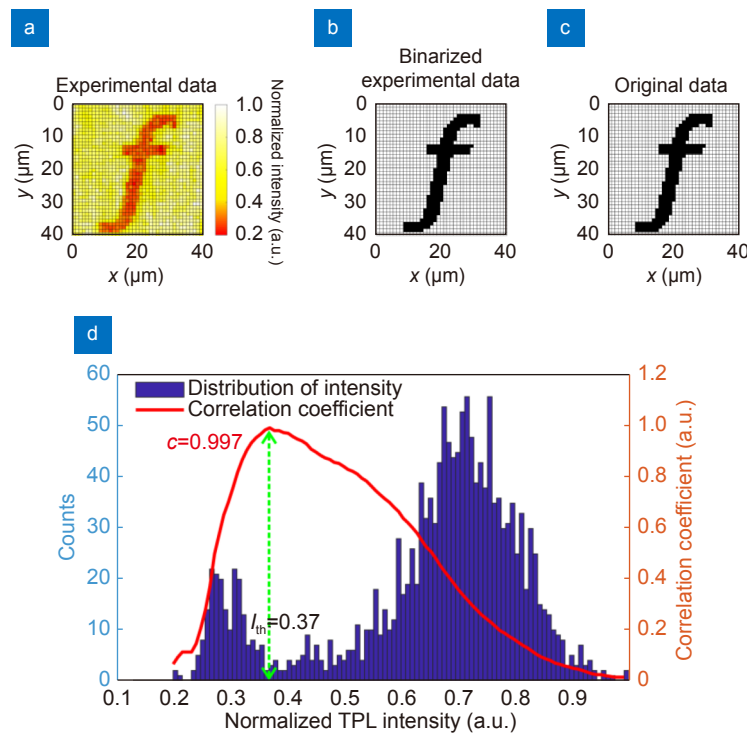 a
b
c
Experimental data
Binarized
experimental data
Original data
0
10
20
30
40
y (µm)
0 20 40
x (µm)
1.0
0.8
0.6
0.4
0.2
Normalized intensity (a.u.)
0
10
20
30
40
y (µm)
0 20 40
x (µm)
0
10
20
30
40
y (µm)
0 20 40
x (µm)
d
Distribution of intensity
Correlation coefficient
c=0.997
Ith=0.37
60
50
40
30
20
10
0
Counts
1.2
1.0
0.8
0.6
0.4
0.2
0
Correlation coefficient (a.u.)
0.1 0.2 0.3 0.4 0.5 0.6 0.7 0.8 0.9
Normalized TPL intensity (a.u.)